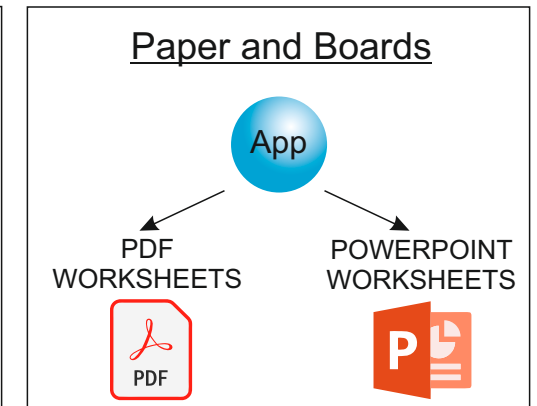 Paper and Boards
App
PDF
WORKSHEETS
POWERPOINT
WORKSHEETS
PDF
P